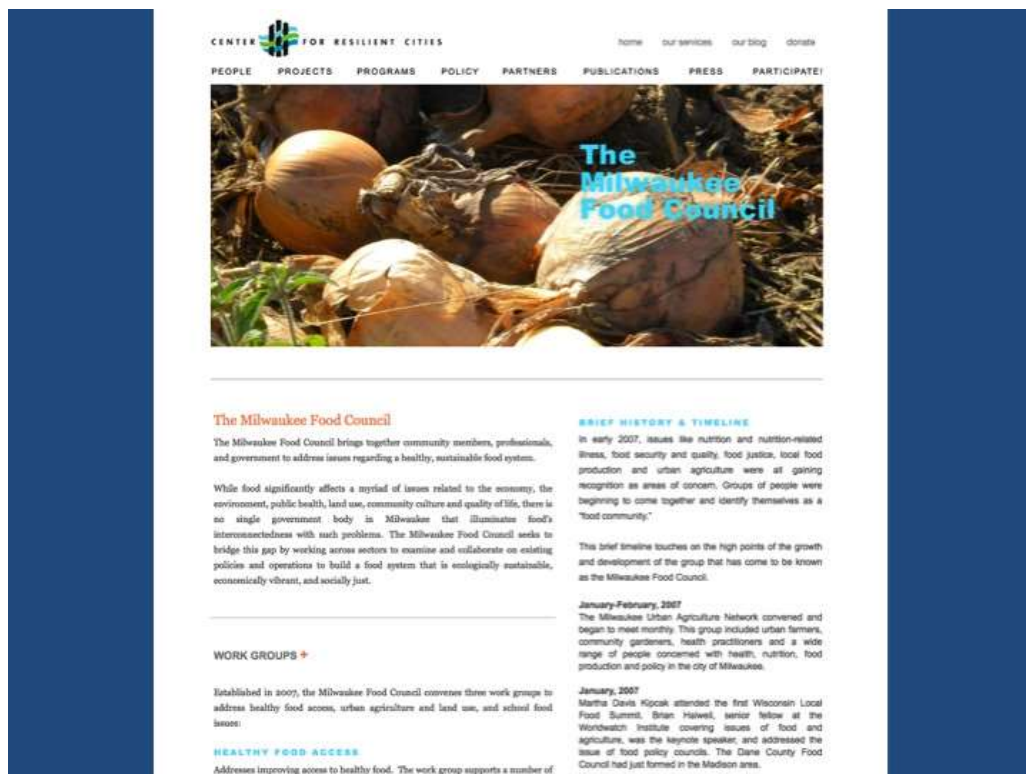 CENTER FOR RESILIENT CITIES
home our services our blog donate
PEOPLE PROJECTS PROGRAMS POLICY PARTNERS PUBLICATIONS PRESS PARTICIPATE!
The
Milwaukee
Food Council
The Milwaukee Food Council
The Milwaukee Food Council brings together community members, professionals,
and government to address issues regarding a healthy, sustainable food system.
While food significantly affects a myriad of issues related to the economy, the
environment, public health, land use, community culture and quality of life, there is
no single government body in Milwaukee that illuminates food's
interconnectedness with such problems. The Milwaukee Food Council seeks to
bridge this gap by working across sectors to examine and collaborate on existing
policies and operations to build a food system that is ecologically sustainable,
economically vibrant, and socially just.
WORK GROUPS +
Established in 2007, the Milwaukee Food Council convenes three work groups to
address healthy food access, urban agriculture and land use, and school food
issues:
HEALTHY FOOD ACCESS
Addresses improving access to healthy food. The work group supports a number of
BRIEF HISTORY & TIMELINE
In early 2007, issues like nutrition and nutrition-related
illness, food security and quality, food justice, local food
production and urban agriculture were all gaining
recognition as areas of concern. Groups of people were
beginning to come together and identify themselves as a
"food community."
This brief timeline touches on the high points of the growth
and development of the group that has come to be known
as the Milwaukee Food Council.
January-February, 2007
The Milwaukee Urban Agriculture Network convened and
began to meet monthly. This group included urban farmers,
community gardeners, health practitioners and a wide
range of people concerned with health, nutrition, food
production and policy in the city of Milwaukee.
January, 2007
Martha Davis Kipcak attended the first Wisconsin Local
Food Summit. Brian Halweil, senior fellow at the
Worldwatch Institute covering issues of food and
agriculture, was the keynote speaker, and addressed the
issue of food policy councils. The Dane County Food
Council had just formed in the Madison area.